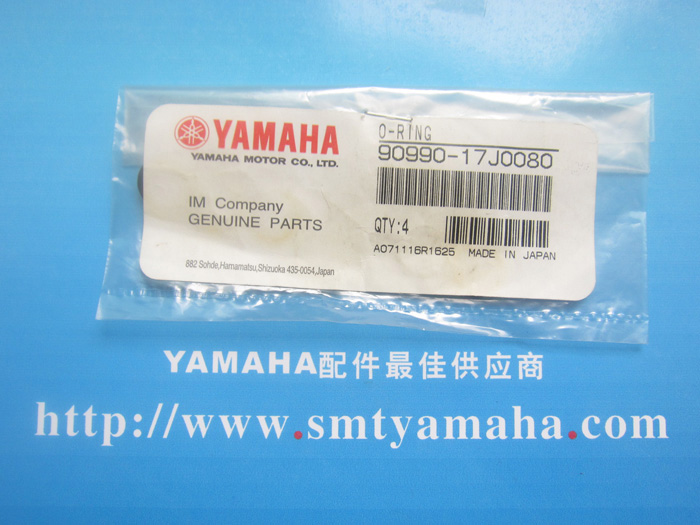 YAMAHA
YAMAHA MOTOR CO., LTD.
IM Company
GENUINE PARTS
882 Sohde,Hamamatsu,Shizuoka 435-0054,Japan
O-RING
90990-17J0080
QTY:4
A071116R1625 MADE IN JAPAN
YAMAHA配件最佳供应商
http://www.smtyamaha.com